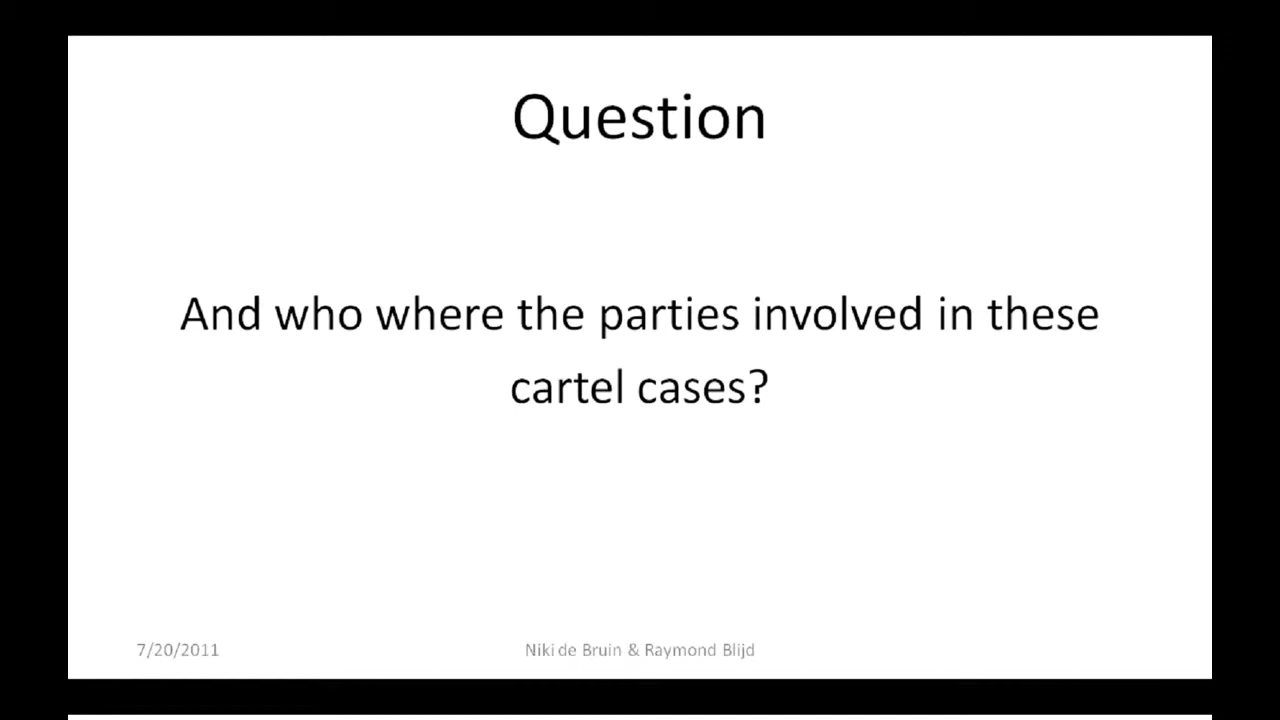 Question
And who where the parties involved in these
cartel cases?
7/20/2011
Niki de Bruin & Raymond Blijd